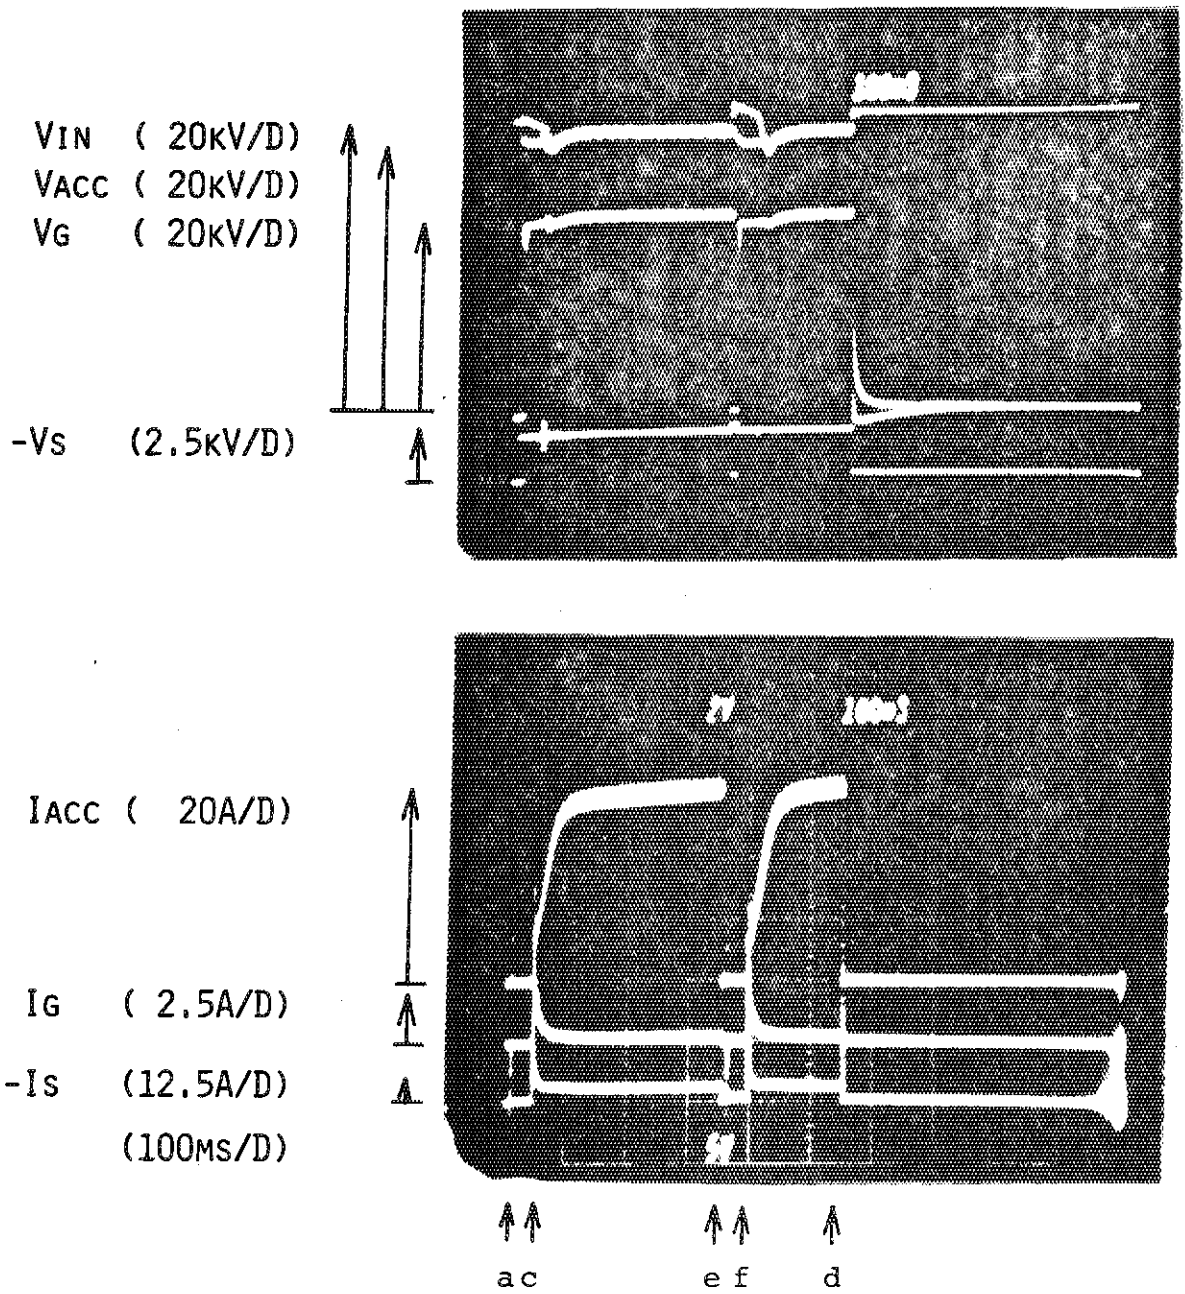 VIN ( 20KV/D)
VACC ( 20KV/D)
VG ( 20KV/D)
-VS (2.5KV/D)
IACC ( 20A/D)
IG ( 2.5A/D)
-IS (12.5A/D)
(100MS/D)
a c e f d